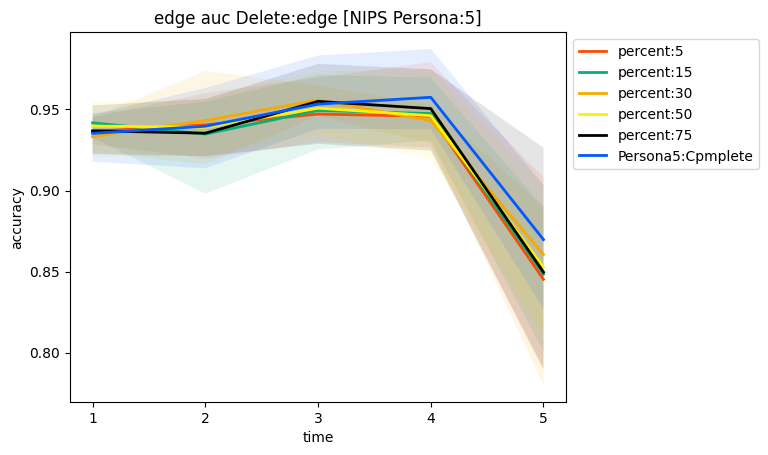 edge auc Delete:edge [NIPS Persona:5]
percent:5
percent:15
percent:30
percent:50
percent:75
Persona5:Cpmplete
accuracy
0.95
0.90
0.85
0.80
1 2 3 4 5
time